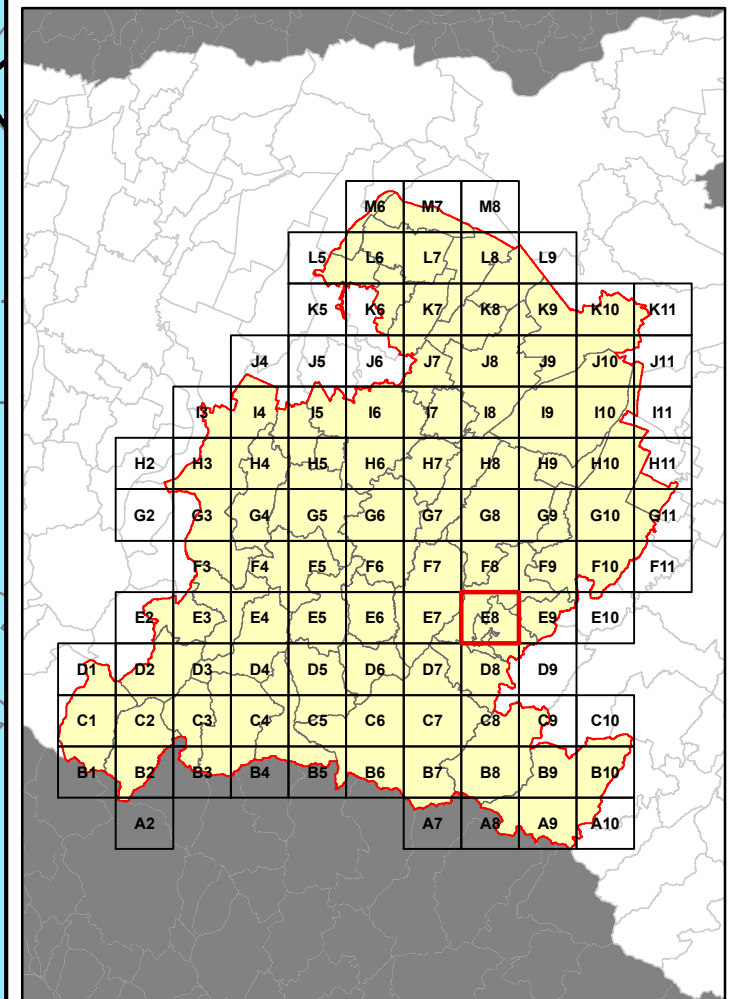 M6 M7 M8
L5 L6 L7 L8 L9
K5 K6 K7 K8 K9 K10 K11
J4 J5 J6 J7 J8 J9 J10 J11
I3 I4 I5 I6 I7 I8 I9 I10 I11
H2 H3 H4 H5 H6 H7 H8 H9 H10 H11
G2 G3 G4 G5 G6 G7 G8 G9 G10 G11
F3 F4 F5 F6 F7 F8 F9 F10 F11
E2 E3 E4 E5 E6 E7 E8 E9 E10
D1 D2 D3 D4 D5 D6 D7 D8 D9
C1 C2 C3 C4 C5 C6 C7 C8 C9 C10
B1 B2 B3 B4 B5 B6 B7 B8 B9 B10
A2 A7 A8 A9 A10